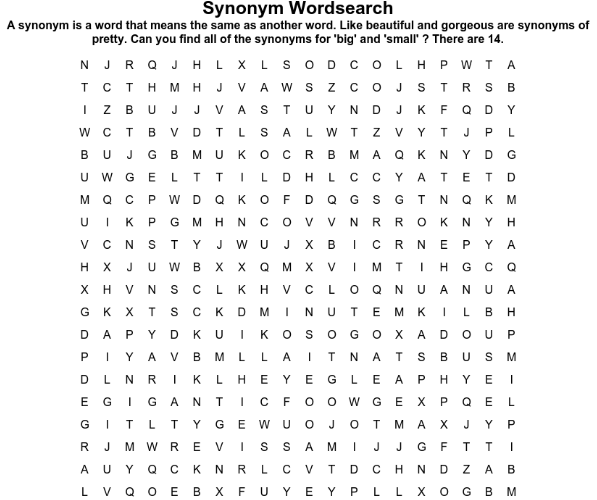 Synonym Wordsearch
A synonym is a word that means the same as another word. Like beautiful and gorgeous are synonyms of
pretty. Can you find all of the synonyms for 'big' and 'small' ? There are 14.
N J R Q J H L X L S O D C O L H P W T A
T C T H M H J V A W S Z C O J S T R S B
I Z B U J J V A S T U Y N D J K F Q D Y
W C T B V D T L S A L W T Z V Y T J P L
B U J G B M U K O C R B M A Q K N Y D G
U W G E L T T I L D H L C C Y A T E T D
M Q C P W D Q K O F D Q G S G T N Q K M
U I K P G M H N C O V V N R R O K N Y H
V C N S T Y J W U J X B I C R N E P Y A
H X J U W B X X Q M X V I M T I H G C Q
X H V N S C L K H V C L O Q N U A N U A
G K X T S C K D M I N U T E M K I L B H
D A P Y D K U I K O S O G O X A D O U P
P I Y A V B M L L A I T N A T S B U S M
D L N R I K L H E Y E G L E A P H Y E I
E G I G A N T I C F O O W G E X P Q E L
G I T L T Y G E W U O J O T M A X J Y P
R J M W R E V I S S A M I J J G F T T I
A U Y Q C K N R L C V T D C H N D Z A B
L V Q O E B X F U Y E Y P L L X O G B M